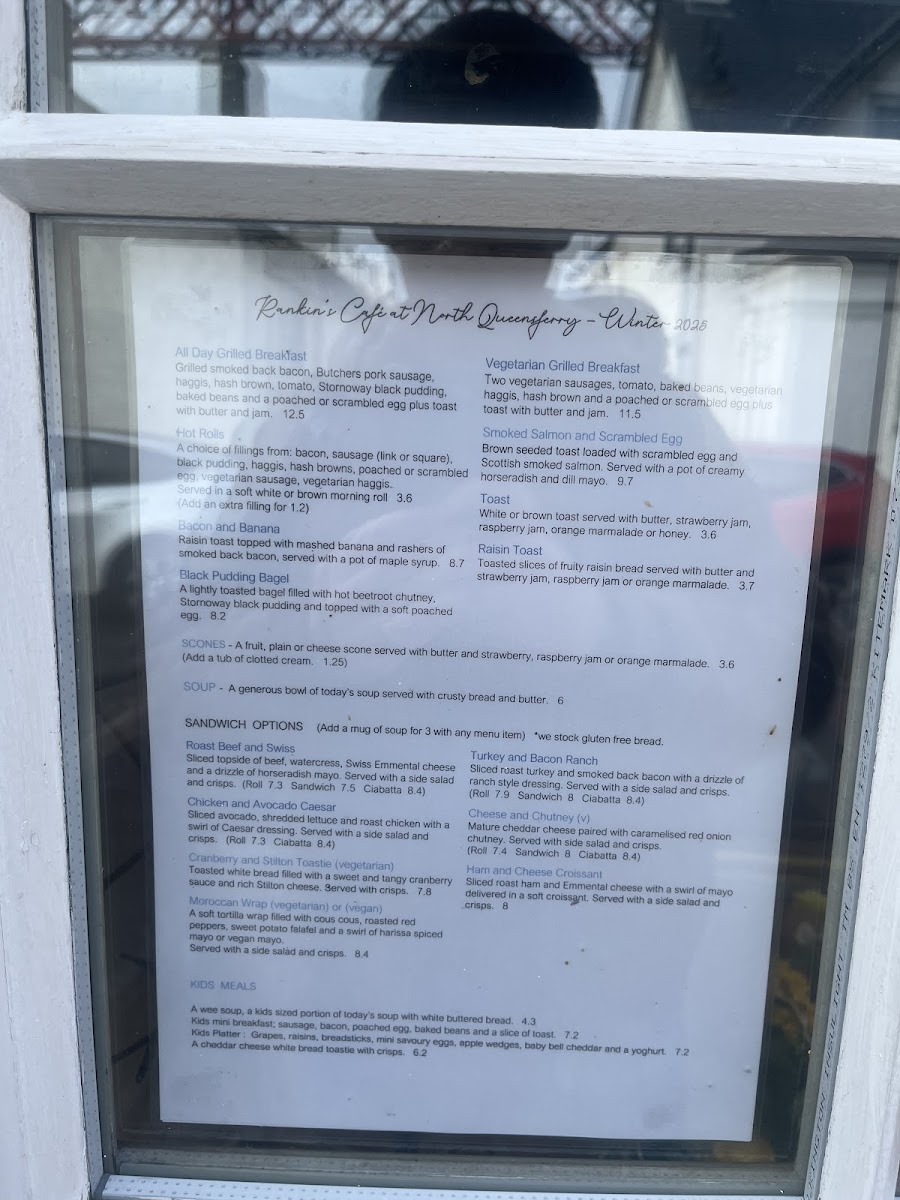 Rankin's Café at North Queensferry - Winter 2025
All Day Grilled Breakfast
Grilled smoked back bacon, Butchers pork sausage,
haggis, hash brown, tomato, Stornoway black pudding,
baked beans and a poached or scrambled egg plus toast
with butter and jam. 12.5
Hot Rolls
A choice of fillings from: bacon, sausage (link or square),
black pudding, haggis, hash browns, poached or scrambled
egg, vegetarian sausage, vegetarian haggis.
Served in a soft white or brown morning roll 3.6
(Add an extra filling for 1.2)
Bacon and Banana
Raisin toast topped with mashed banana and rashers of
smoked back bacon, served with a pot of maple syrup. 8.7
Black Pudding Bagel
A lightly toasted bagel filled with hot beetroot chutney,
Stornoway black pudding and topped with a soft poached
egg. 8.2
Vegetarian Grilled Breakfast
Two vegetarian sausages, tomato, baked beans, vegetarian
haggis, hash brown and a poached or scrambled egg plus
toast with butter and jam. 11.5
Smoked Salmon and Scrambled Egg
Brown seeded toast loaded with scrambled egg and
Scottish smoked salmon. Served with a pot of creamy
horseradish and dill mayo. 9.7
Toast
White or brown toast served with butter, strawberry jam,
raspberry jam, orange marmalade or honey. 3.6
Raisin Toast
Toasted slices of fruity raisin bread served with butter and
strawberry jam, raspberry jam or orange marmalade. 3.7
SCONES - A fruit, plain or cheese scone served with butter and strawberry, raspberry jam or orange marmalade. 3.6
(Add a tub of clotted cream. 1.25)
SOUP - A generous bowl of today's soup served with crusty bread and butter. 6
SANDWICH OPTIONS (Add a mug of soup for 3 with any menu item) *we stock gluten free bread.
Roast Beef and Swiss
Sliced topside of beef, watercress, Swiss Emmental cheese
and a drizzle of horseradish mayo. Served with a side salad
and crisps. (Roll 7.3 Sandwich 7.5 Ciabatta 8.4)
Chicken and Avocado Caesar
Sliced avocado, shredded lettuce and roast chicken with a
swirl of Caesar dressing. Served with a side salad and
crisps. (Roll 7.3 Ciabatta 8.4)
Cranberry and Stilton Toastie (vegetarian)
Toasted white bread filled with a sweet and tangy cranberry
sauce and rich Stilton cheese. Served with crisps. 7.8
Moroccan Wrap (vegetarian) or (vegan)
A soft tortilla wrap filled with cous cous, roasted red
peppers, sweet potato falafel and a swirl of harissa spiced
mayo or vegan mayo.
Served with a side salad and crisps. 8.4
Turkey and Bacon Ranch
Sliced roast turkey and smoked back bacon with a drizzle of
ranch style dressing. Served with a side salad and crisps.
(Roll 7.9 Sandwich 8 Ciabatta 8.4)
Cheese and Chutney (v)
Mature cheddar cheese paired with caramelised red onion
chutney. Served with side salad and crisps.
(Roll 7.4 Sandwich 8 Ciabatta 8.4)
Ham and Cheese Croissant
Sliced roast ham and Emmental cheese with a swirl of mayo
delivered in a soft croissant. Served with a side salad and
crisps. 8
KIDS MEALS
A wee soup, a kids sized portion of today's soup with white buttered bread. 4.3
Kids mini breakfast; sausage, bacon, poached egg, baked beans and a slice of toast. 7.2
Kids Platter : Grapes, raisins, breadsticks, mini savoury eggs, apple wedges, baby bell cheddar and a yoghurt. 7.2
A cheddar cheese white bread toastie with crisps. 6.2